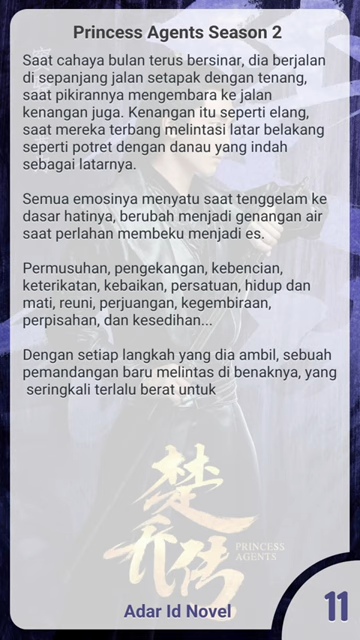 Princess Agents Season 2
Saat cahaya bulan terus bersinar, dia berjalan
di sepanjang jalan setapak dengan tenang,
saat pikirannya mengembara ke jalan
kenangan juga. Kenangan itu seperti elang,
saat mereka terbang melintasi latar belakang
seperti potret dengan danau yang indah
sebagai latarnya.
Semua emosinya menyatu saat tenggelam ke
dasar hatinya, berubah menjadi genangan air
saat perlahan membeku menjadi es.
Permusuhan, pengekangan, kebencian,
keterikatan, kebaikan, persatuan, hidup dan
mati, reuni, perjuangan, kegembiraan,
perpisahan, dan kesedihan...
Dengan setiap langkah yang dia ambil, sebuah
pemandangan baru melintas di benaknya, yang
seringkali terlalu berat untuk
楚乔传
PRINCESS
AGENTS
Adar Id Novel
11